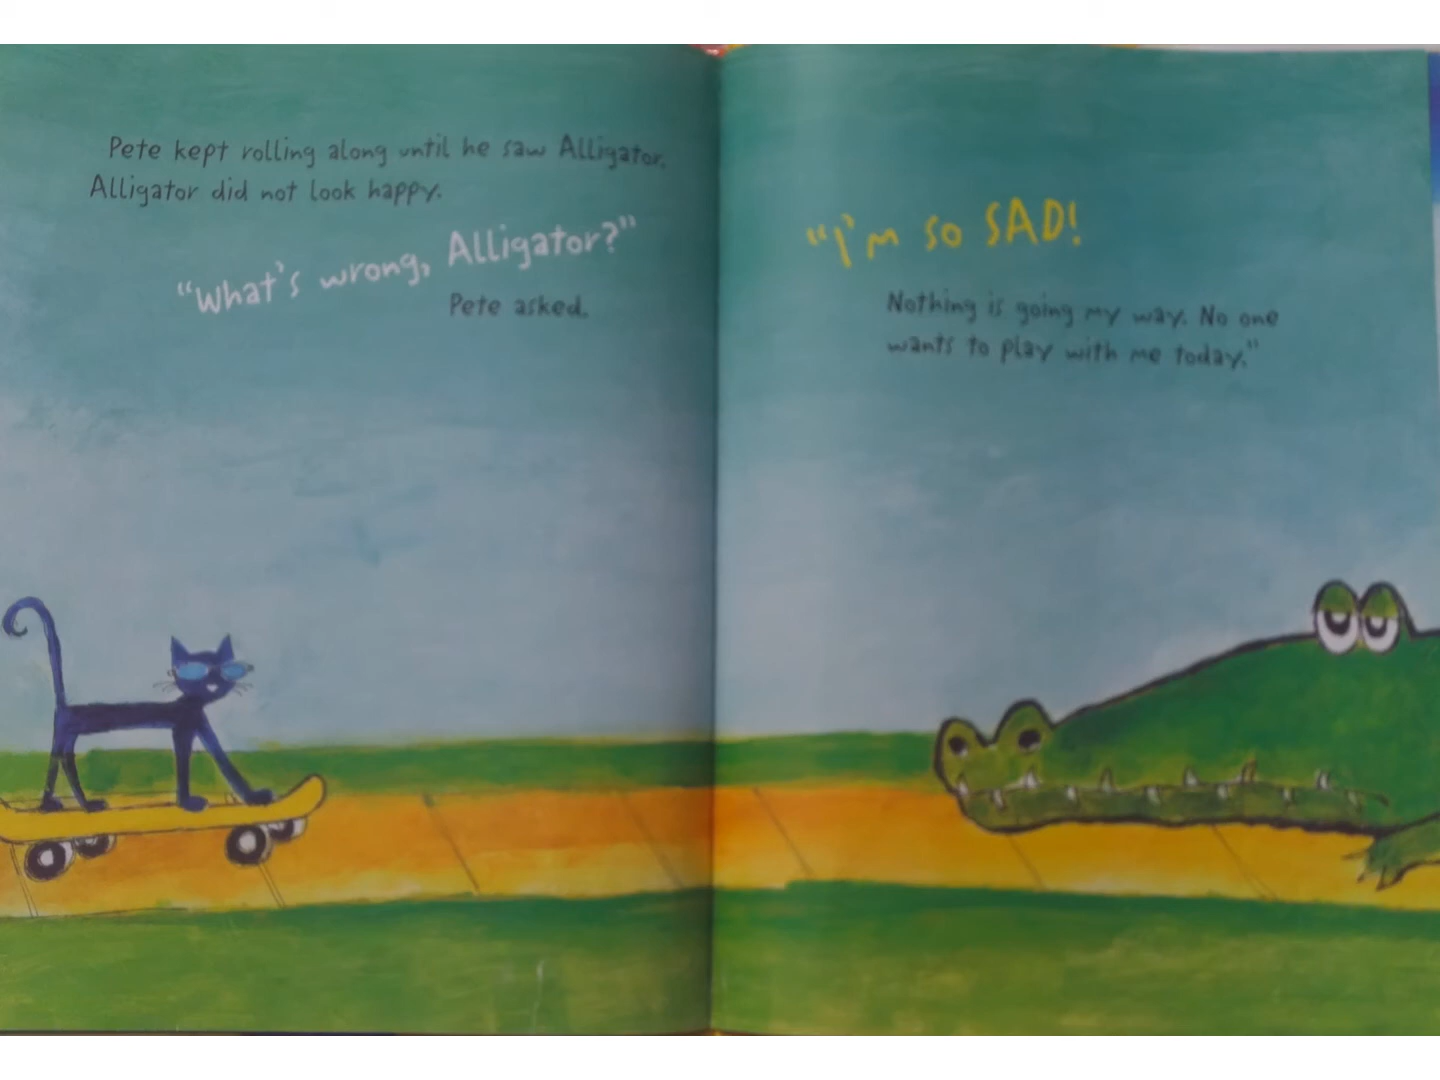 Pete kept rolling along until he saw Alligator.
Alligator did not look happy.
“What's wrong, Alligator?”
Pete asked.
“I'm so SAD!
Nothing is going my way. No one
wants to play with me today.”